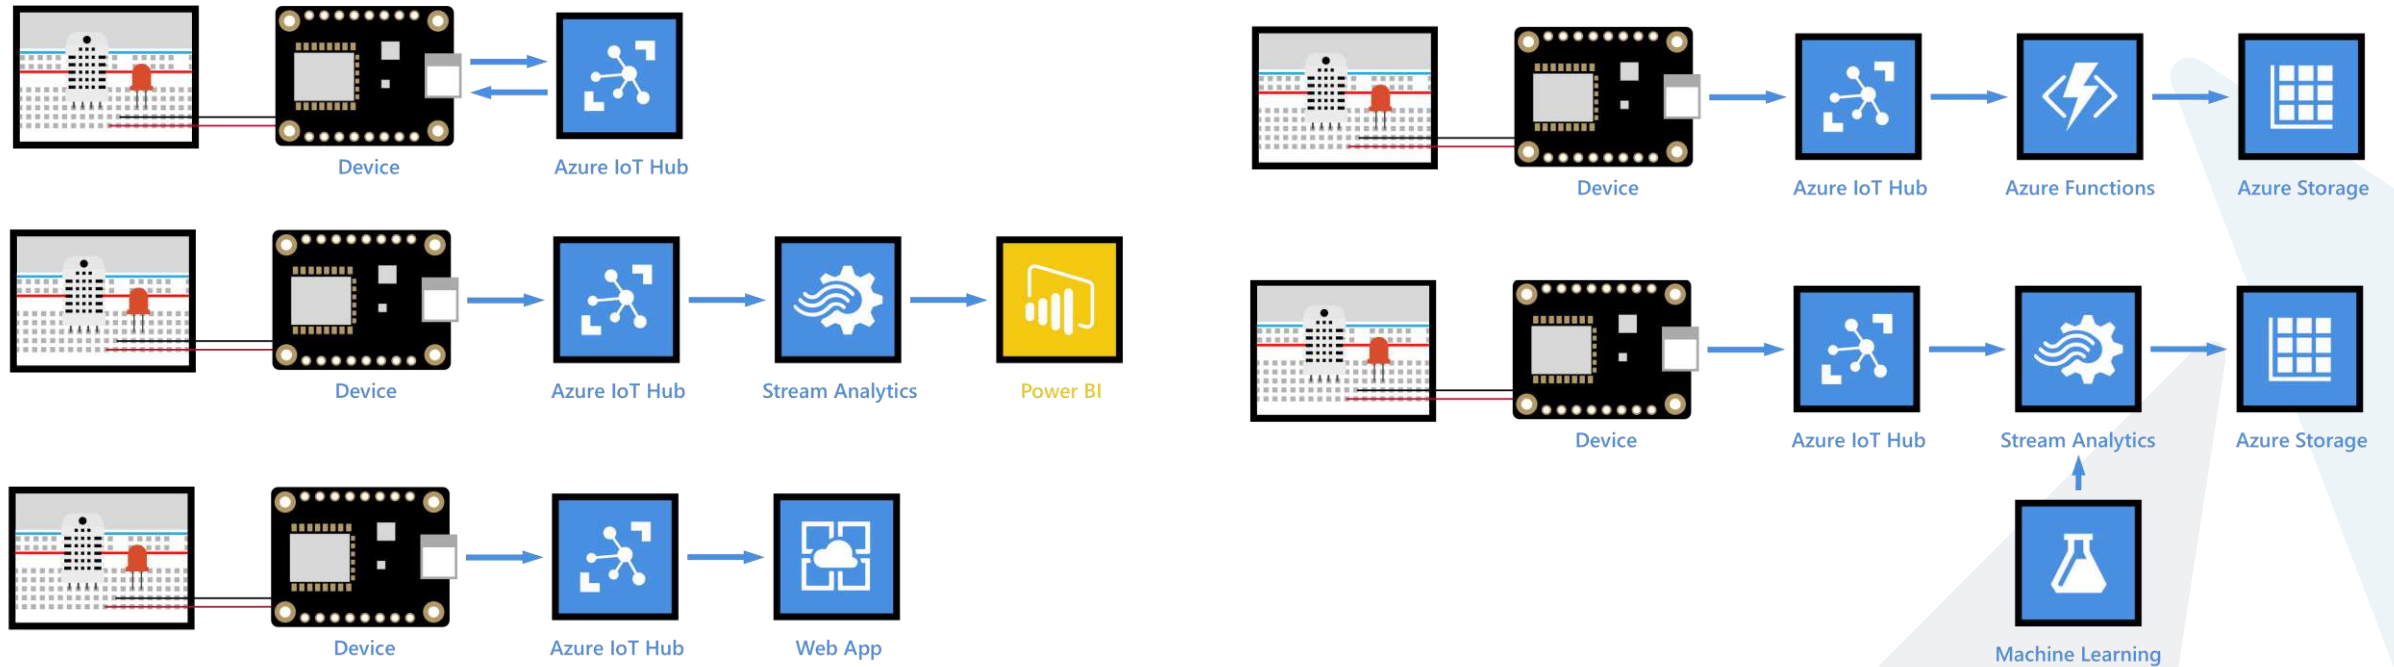 Device
Azure IoT Hub
Device
Azure IoT Hub
Stream Analytics
Power BI
Device
Azure IoT Hub
Web App
Device
Azure IoT Hub
Azure Functions
Azure Storage
Device
Azure IoT Hub
Stream Analytics
Azure Storage
Machine Learning